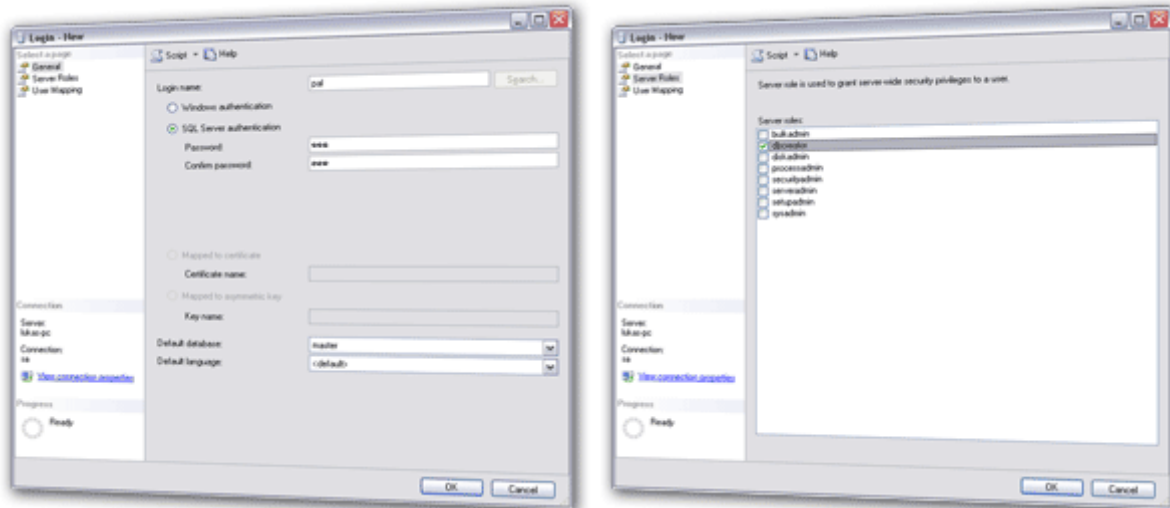 Login - New
Select a page
General
Server Roles
User Mapping
Script Help
Login name: pal Search...
Windows authentication
SQL Server authentication
Password: ●●●
Confirm password: ●●●
Mapped to certificate
Certificate name:
Mapped to asymmetric key
Key name:
Default database: master
Default language: <default>
Connection
Server:
lukas-pc
Connection:
sa
View connection properties
Progress
Ready
OK Cancel
Login - New
Select a page
General
Server Roles
User Mapping
Script Help
Server role is used to grant server-wide security privileges to a user.
Server roles:
bulkadmin
dbcreator
diskadmin
processadmin
securityadmin
serveradmin
setupadmin
sysadmin
Connection
Server:
lukas-pc
Connection:
sa
View connection properties
Progress
Ready
OK Cancel